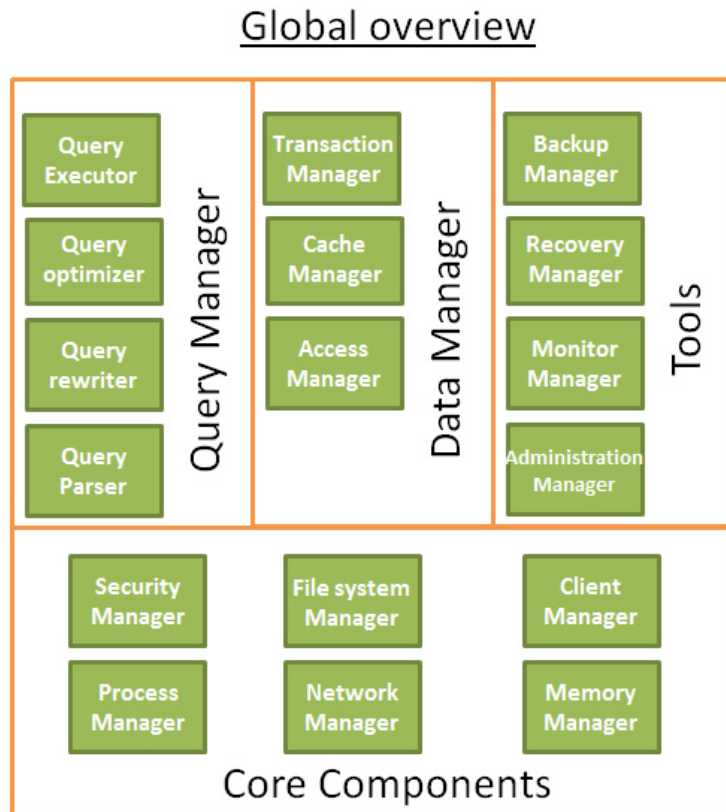 Global overview
Query
Executor
Query
optimizer
Query
rewriter
Query
Parser
Query Manager
Transaction
Manager
Cache
Manager
Access
Manager
Data Manager
Backup
Manager
Recovery
Manager
Monitor
Manager
Administration
Manager
Tools
Security
Manager
File system
Manager
Client
Manager
Process
Manager
Network
Manager
Memory
Manager
Core Components